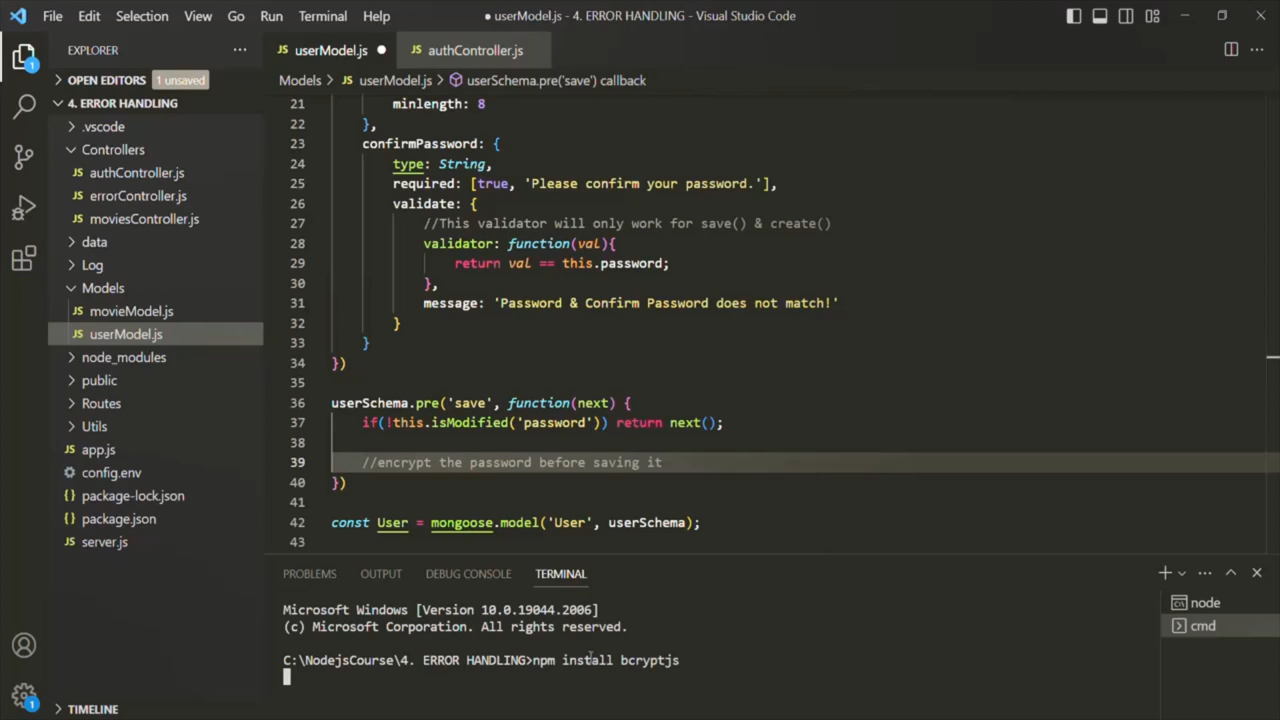 File Edit Selection View Go Run Terminal Help
● userModel.js - 4. ERROR HANDLING - Visual Studio Code
EXPLORER
OPEN EDITORS 1 unsaved
4. ERROR HANDLING
.vscode
Controllers
JS authController.js
JS errorController.js
JS moviesController.js
data
Log
Models
JS movieModel.js
JS userModel.js
node_modules
public
Routes
Utils
JS app.js
config.env
{} package-lock.json
{} package.json
JS server.js
TIMELINE
1
1
JS userModel.js ● JS authController.js
Models > JS userModel.js > userSchema.pre('save') callback
21 minlength: 8
22 },
23 confirmPassword: {
24 type: String,
25 required: [true, 'Please confirm your password.'],
26 validate: {
27 //This validator will only work for save() & create()
28 validator: function(val){
29 return val == this.password;
30 },
31 message: 'Password & Confirm Password does not match!'
32 }
33 }
34 })
35
36 userSchema.pre('save', function(next) {
37 if(!this.isModified('password')) return next();
38
39 //encrypt the password before saving it
40 })
41
42 const User = mongoose.model('User', userSchema);
43
PROBLEMS OUTPUT DEBUG CONSOLE TERMINAL
Microsoft Windows [Version 10.0.19044.2006]
(c) Microsoft Corporation. All rights reserved.
C:\NodejsCourse\4. ERROR HANDLING>npm install bcryptjs
node
cmd